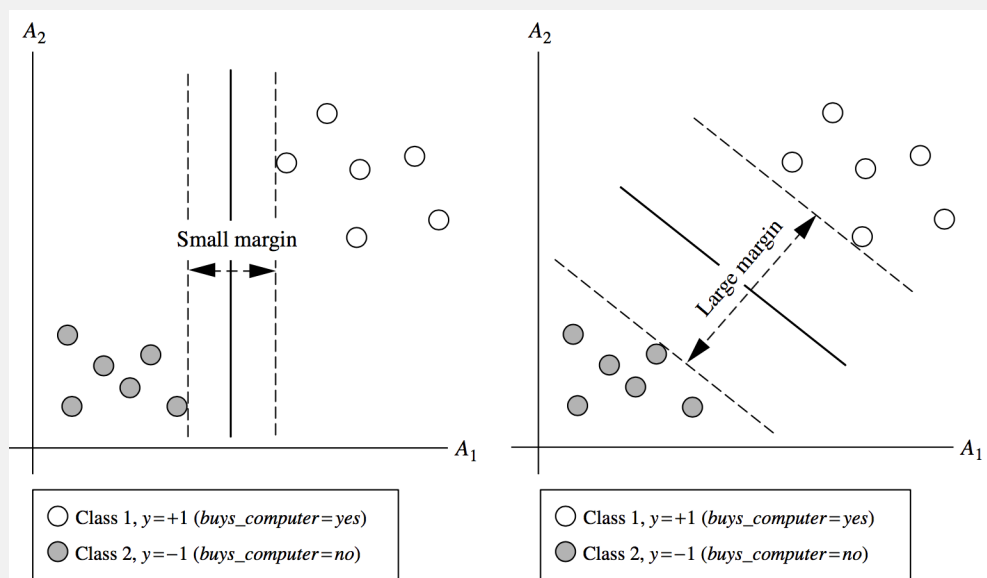 A2
Small margin
A1
Class 1, y=+1 (buys_computer=yes)
Class 2, y=−1 (buys_computer=no)
A2
Large margin
A1
Class 1, y=+1 (buys_computer=yes)
Class 2, y=−1 (buys_computer=no)